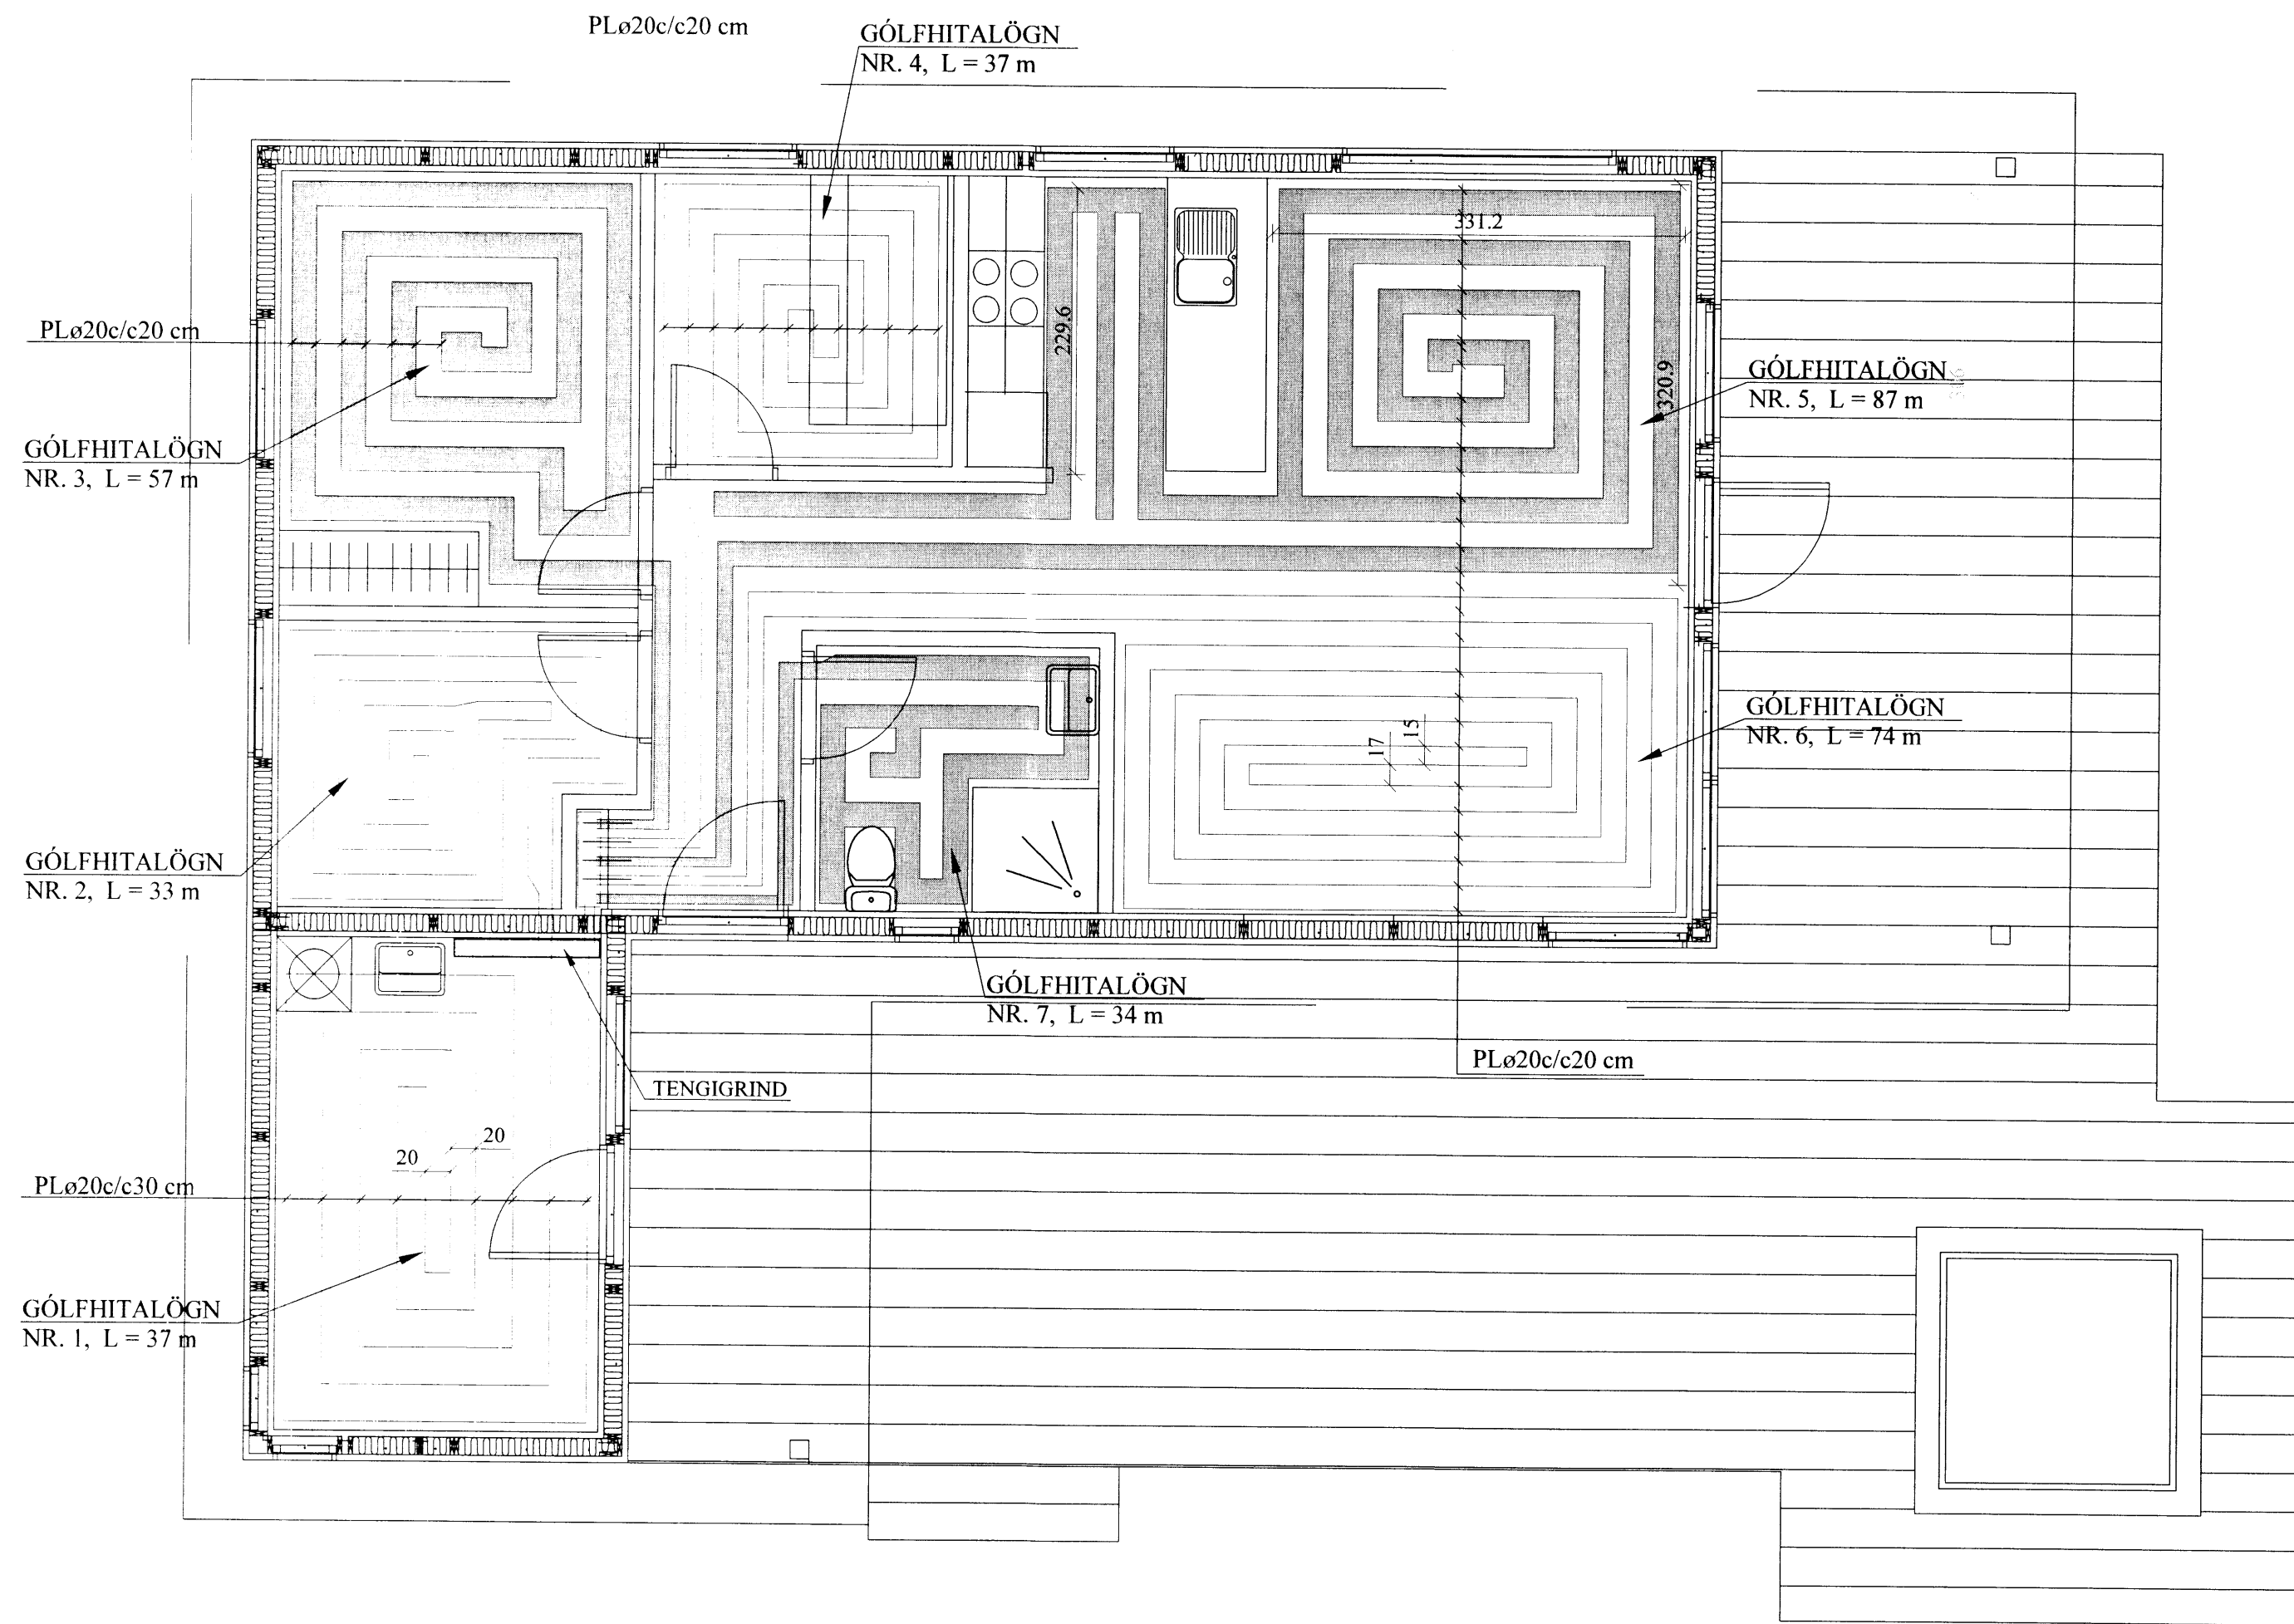 PLø20c/c20 cm
GÓLFHITALÖGN
NR. 4, L = 37 m
331.2
229.6
320.9
PLø20c/c20 cm
GÓLFHITALÖGN
NR. 3, L = 57 m
GÓLFHITALÖGN
NR. 5, L = 87 m
GÓLFHITALÖGN
NR. 6, L = 74 m
15
17
GÓLFHITALÖGN
NR. 2, L = 33 m
GÓLFHITALÖGN
NR. 7, L = 34 m
PLø20c/c20 cm
TENGIGRIND
20
20
PLø20c/c30 cm
GÓLFHITALÖGN
NR. 1, L = 37 m